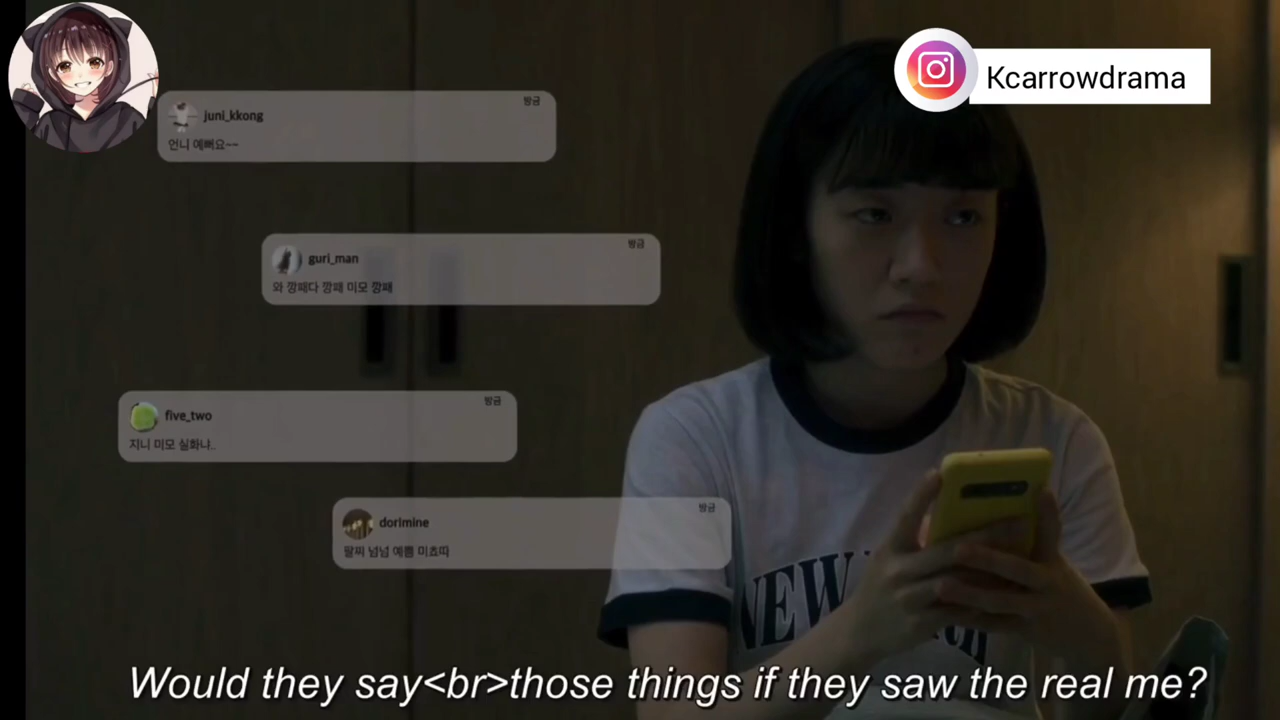 Kcarrowdrama
방금
juni_kkong
언니 예뻐요~~
방금
guri_man
와 깡패다 깡패 미모 깡패
방금
five_two
지니 미모 실화냐..
방금
dorimine
팔찌 넘넘 예쁨 미쵸따
NEW
Would they say<br>those things if they saw the real me?